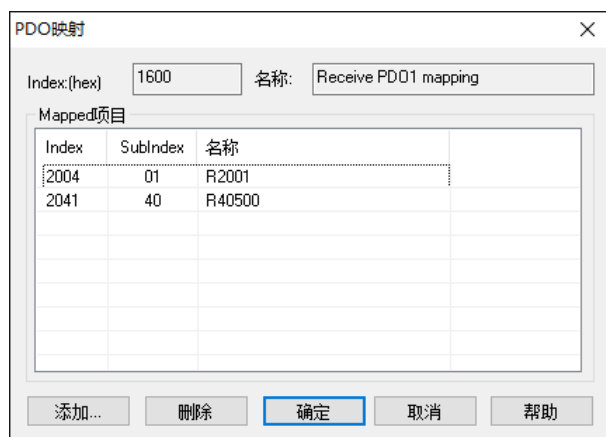 PDO映射
Index:(hex) 1600 名称: Receive PDO1 mapping
Mapped项目
Index SubIndex 名称
2004 01 R2001
2041 40 R40500
添加... 删除 确定 取消 帮助